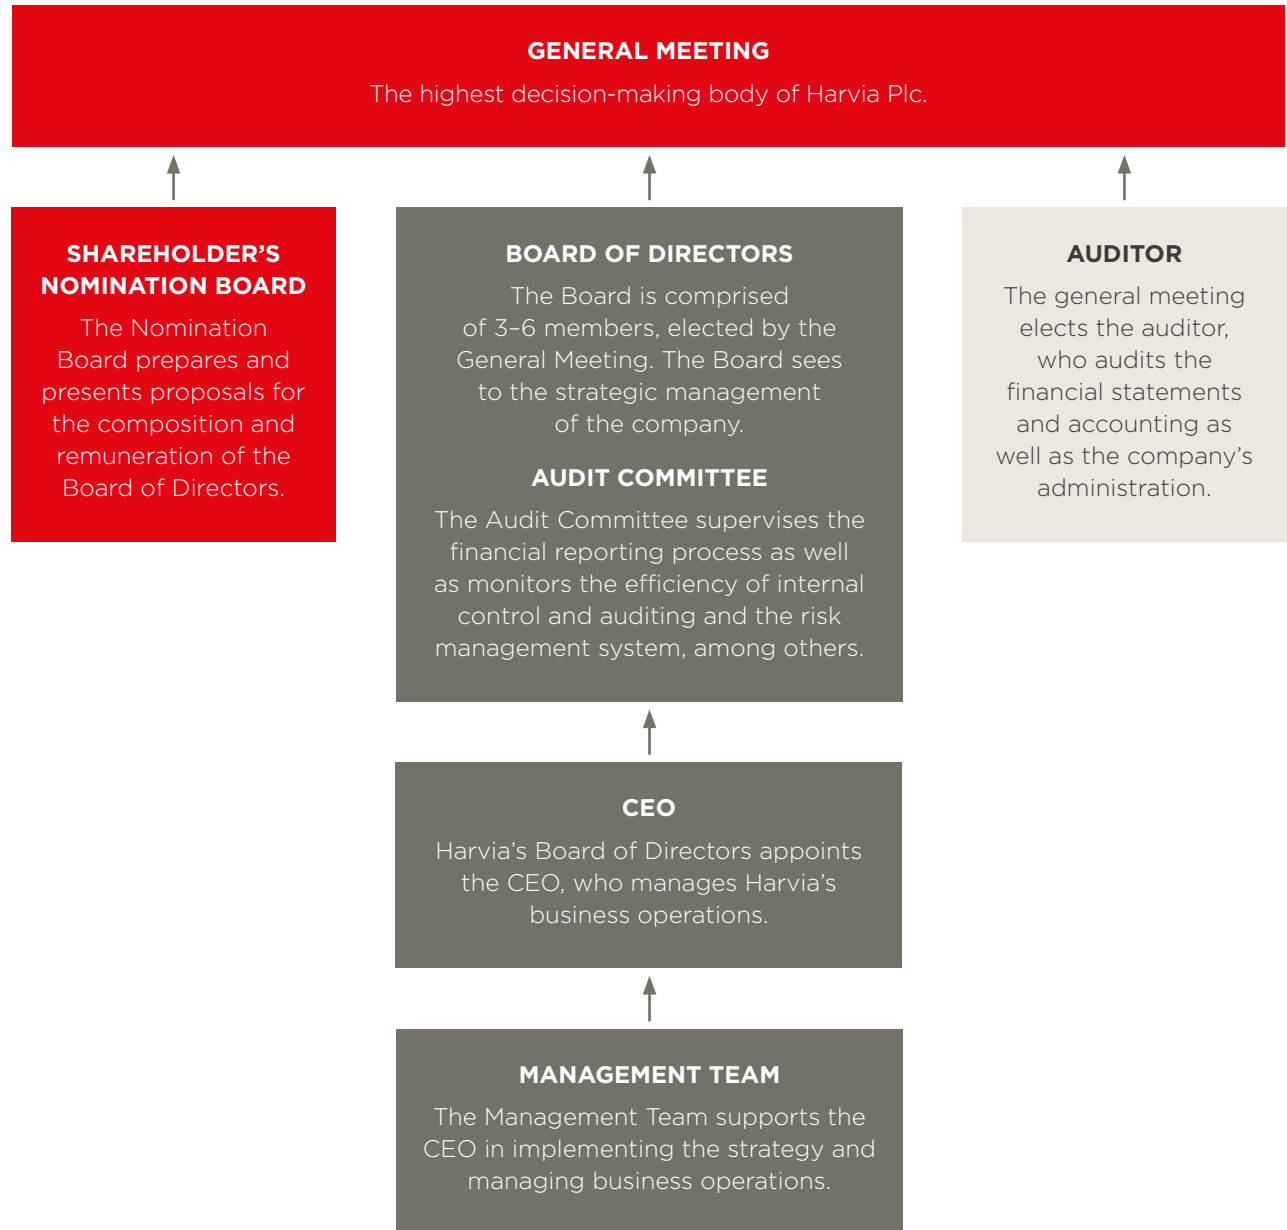 GENERAL MEETING
The highest decision-making body of Harvia Plc.
SHAREHOLDER’S
NOMINATION BOARD
The Nomination
Board prepares and
presents proposals for
the composition and
remuneration of the
Board of Directors.
BOARD OF DIRECTORS
The Board is comprised
of 3–6 members, elected by the
General Meeting. The Board sees
to the strategic management
of the company.
AUDIT COMMITTEE
The Audit Committee supervises the
financial reporting process as well
as monitors the efficiency of internal
control and auditing and the risk
management system, among others.
AUDITOR
The general meeting
elects the auditor,
who audits the
financial statements
and accounting as
well as the company’s
administration.
CEO
Harvia’s Board of Directors appoints
the CEO, who manages Harvia’s
business operations.
MANAGEMENT TEAM
The Management Team supports the
CEO in implementing the strategy and
managing business operations.